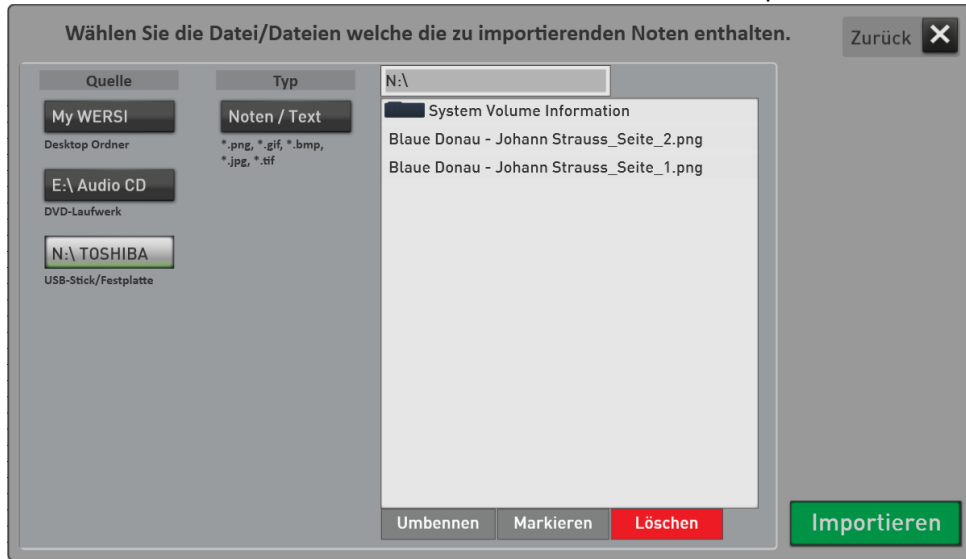 Wählen Sie die Datei/Dateien welche die zu importierenden Noten enthalten.
Zurück
Quelle
My WERSI
Desktop Ordner
E:\ Audio CD
DVD-Laufwerk
N:\ TOSHIBA
USB-Stick/Festplatte
Typ
Noten / Text
*.png, *.gif, *.bmp,
*.jpg, *.tif
N:\
System Volume Information
Blaue Donau - Johann Strauss_Seite_2.png
Blaue Donau - Johann Strauss_Seite_1.png
Umbennen
Markieren
Löschen
Importieren